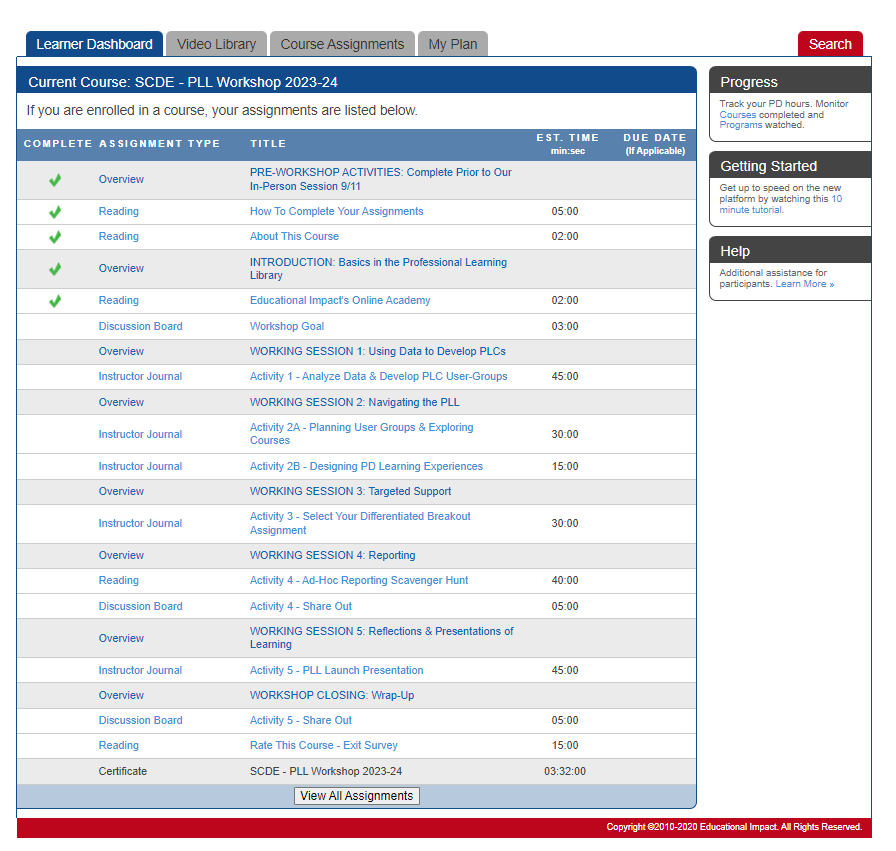 Learner Dashboard Video Library Course Assignments My Plan Search
Current Course: SCDE - PLL Workshop 2023-24
If you are enrolled in a course, your assignments are listed below.
COMPLETE ASSIGNMENT TYPE TITLE EST. TIME min:sec DUE DATE (If Applicable)
Overview PRE-WORKSHOP ACTIVITIES: Complete Prior to Our
In-Person Session 9/11
Reading How To Complete Your Assignments 05:00
Reading About This Course 02:00
Overview INTRODUCTION: Basics in the Professional Learning
Library
Reading Educational Impact's Online Academy 02:00
Discussion Board Workshop Goal 03:00
Overview WORKING SESSION 1: Using Data to Develop PLCs
Instructor Journal Activity 1 - Analyze Data & Develop PLC User-Groups 45:00
Overview WORKING SESSION 2: Navigating the PLL
Instructor Journal Activity 2A - Planning User Groups & Exploring
Courses 30:00
Instructor Journal Activity 2B - Designing PD Learning Experiences 15:00
Overview WORKING SESSION 3: Targeted Support
Instructor Journal Activity 3 - Select Your Differentiated Breakout
Assignment 30:00
Overview WORKING SESSION 4: Reporting
Reading Activity 4 - Ad-Hoc Reporting Scavenger Hunt 40:00
Discussion Board Activity 4 - Share Out 05:00
Overview WORKING SESSION 5: Reflections & Presentations of
Learning
Instructor Journal Activity 5 - PLL Launch Presentation 45:00
Overview WORKSHOP CLOSING: Wrap-Up
Discussion Board Activity 5 - Share Out 05:00
Reading Rate This Course - Exit Survey 15:00
Certificate SCDE - PLL Workshop 2023-24 03:32:00
View All Assignments
Progress
Track your PD hours. Monitor
Courses completed and
Programs watched.
Getting Started
Get up to speed on the new
platform by watching this 10
minute tutorial.
Help
Additional assistance for
participants. Learn More »
Copyright ©2010-2020 Educational Impact. All Rights Reserved.